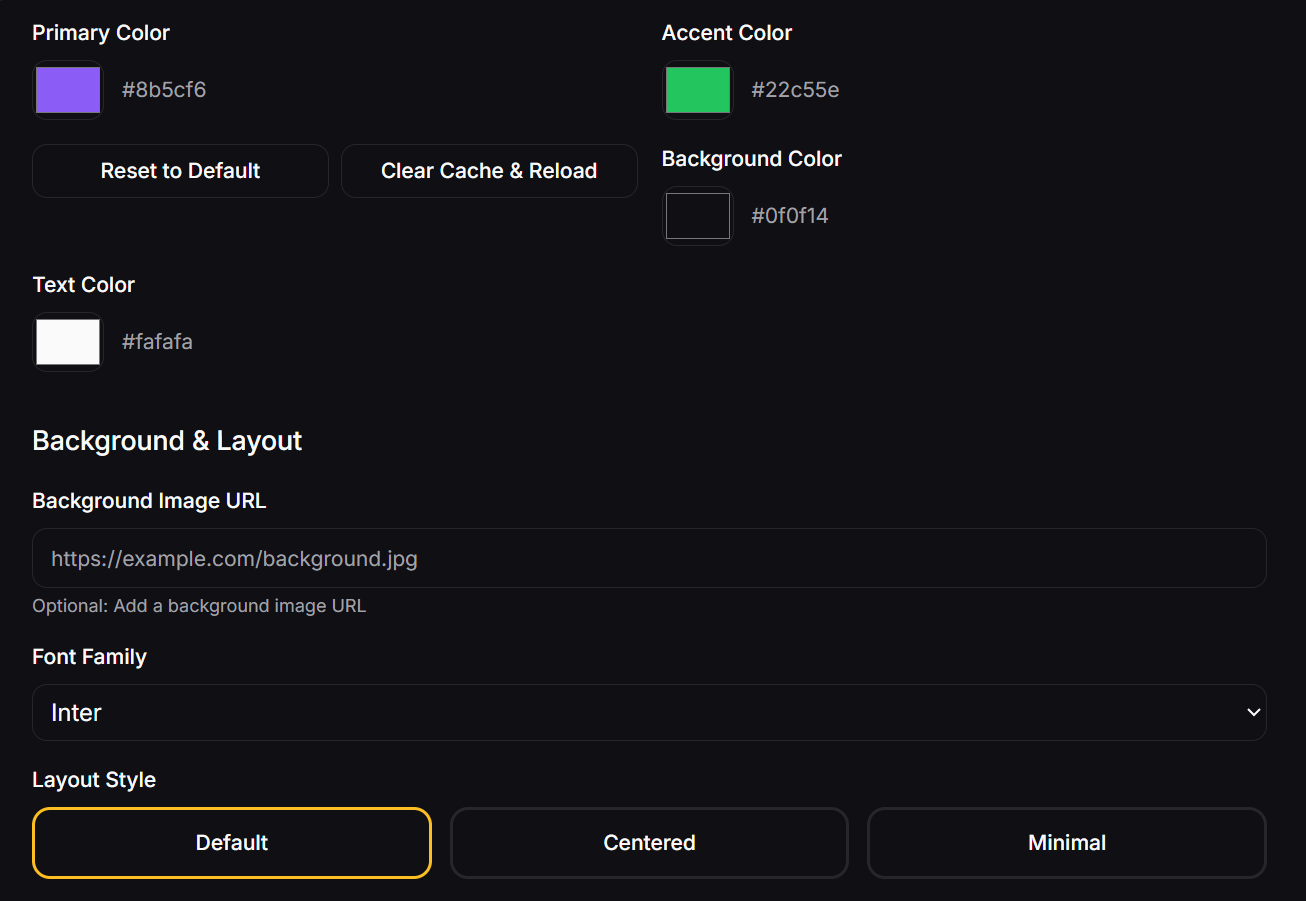 Primary Color
Accent Color
#8b5cf6
#22c55e
Reset to Default
Clear Cache & Reload
Background Color
#0f0f14
Text Color
#fafafa
Background & Layout
Background Image URL
https://example.com/background.jpg
Optional: Add a background image URL
Font Family
Inter
Layout Style
Default
Centered
Minimal